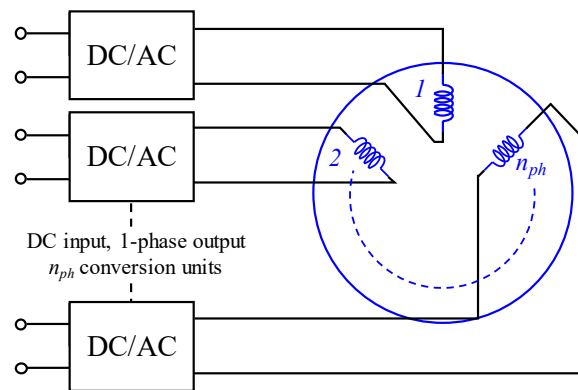 DC/AC
1
DC/AC
2
n_ph
DC input, 1-phase output
n_ph conversion units
DC/AC